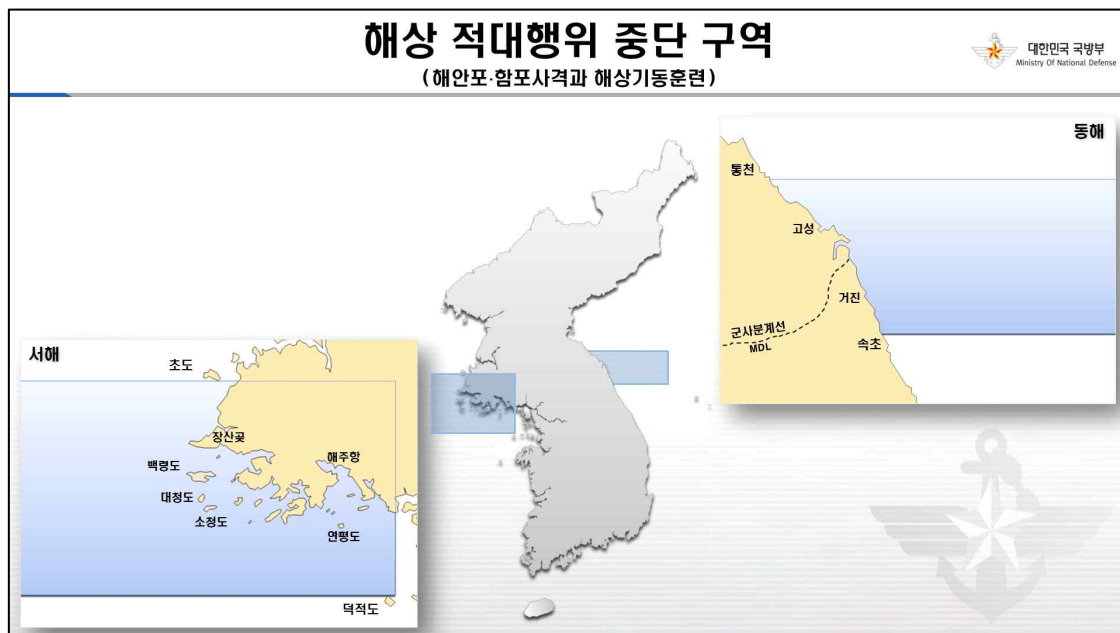 해상 적대행위 중단 구역
(해안포·함포사격과 해상기동훈련)
대한민국 국방부
Ministry Of National Defense
동해
통천
고성
거진
군사분계선
MDL
속초
서해
초도
장산곶
해주항
백령도
대청도
소청도
연평도
덕적도